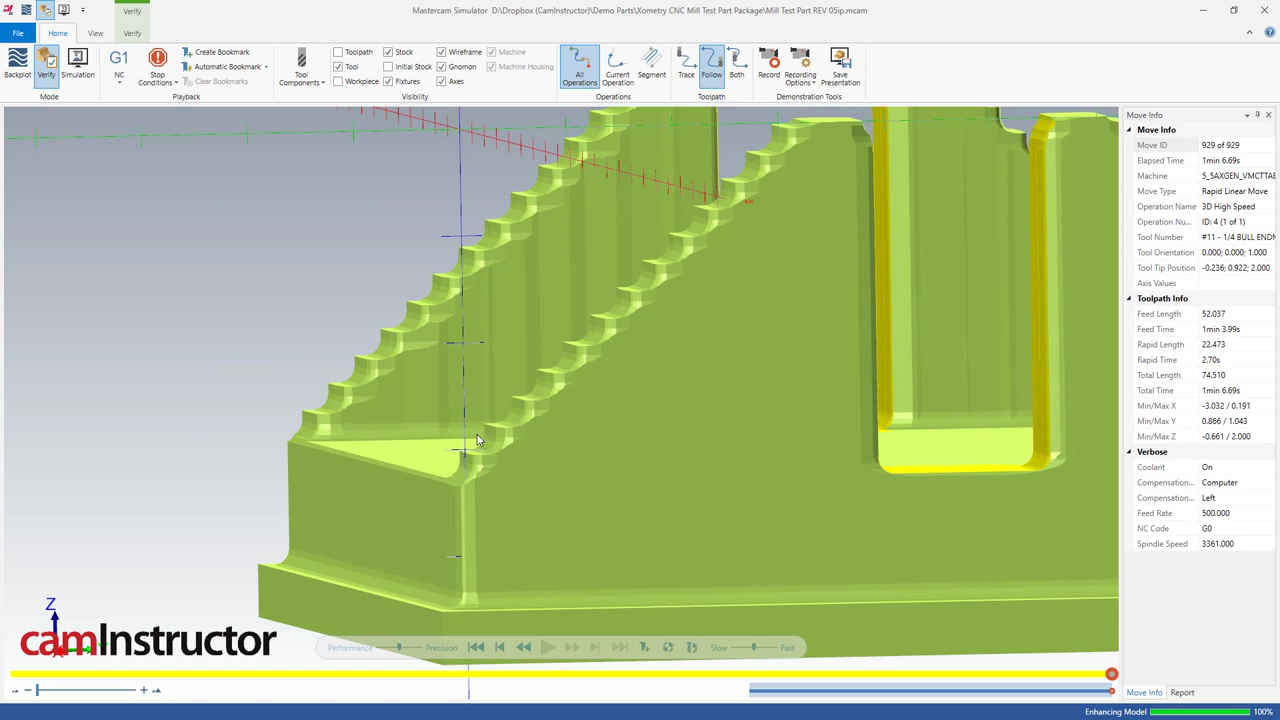 Verify
Mastercam Simulator D:\Dropbox (CamInstructor)\Demo Parts\Xometry CNC Mill Test Part Package\Mill Test Part REV 05ip.mcam
File Home View Verify
Backplot Verify Simulation
Mode
NC Stop Conditions
Create Bookmark
Automatic Bookmark
Clear Bookmarks
Playback
Tool Components
Toolpath Stock Wireframe Machine
Tool Initial Stock Gnomon Machine Housing
Workpiece Fixtures Axes
Visibility
All Operations Current Operation Segment
Operations
Trace Follow Both
Toolpath
Record Recording Options Save Presentation
Demonstration Tools
G1
X
Z
camInstructor
Performance Precision Slow Fast
Move Info
Move Info
Move ID 929 of 929
Elapsed Time 1min 6.69s
Machine 5_5AXGEN_VMCTTAE
Move Type Rapid Linear Move
Operation Name 3D High Speed
Operation Nu... ID: 4 (1 of 1)
Tool Number #11 - 1/4 BULL ENDM
Tool Orientation 0.000; 0.000; 1.000
Tool Tip Position -0.236; 0.922; 2.000
Axis Values
Toolpath Info
Feed Length 52.037
Feed Time 1min 3.99s
Rapid Length 22.473
Rapid Time 2.70s
Total Length 74.510
Total Time 1min 6.69s
Min/Max X -3.032 / 0.191
Min/Max Y 0.866 / 1.043
Min/Max Z -0.661 / 2.000
Verbose
Coolant On
Compensation... Computer
Compensation... Left
Feed Rate 500.000
NC Code G0
Spindle Speed 3361.000
Move Info Report
Enhancing Model 100%